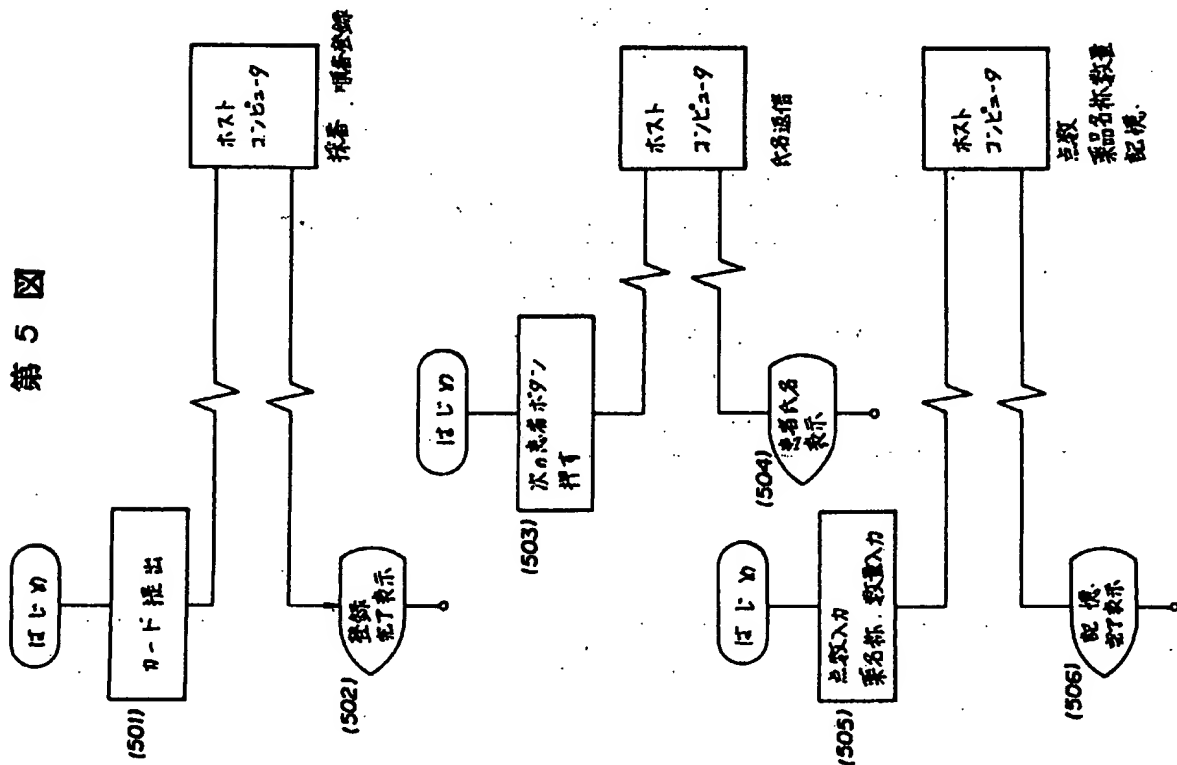 第 5 図
はじめ
(501)
カード提出
ホスト
コンピュータ
採番、順番登録
(502)
登録
完了表示
はじめ
(503)
次の患者ボタン
押す
ホスト
コンピュータ
氏名返信
(504)
患者氏名
表示
はじめ
(505)
点数入力
薬名称、数量入力
ホスト
コンピュータ
点数
薬品名称数量
記憶.
(506)
記憶.
完了表示